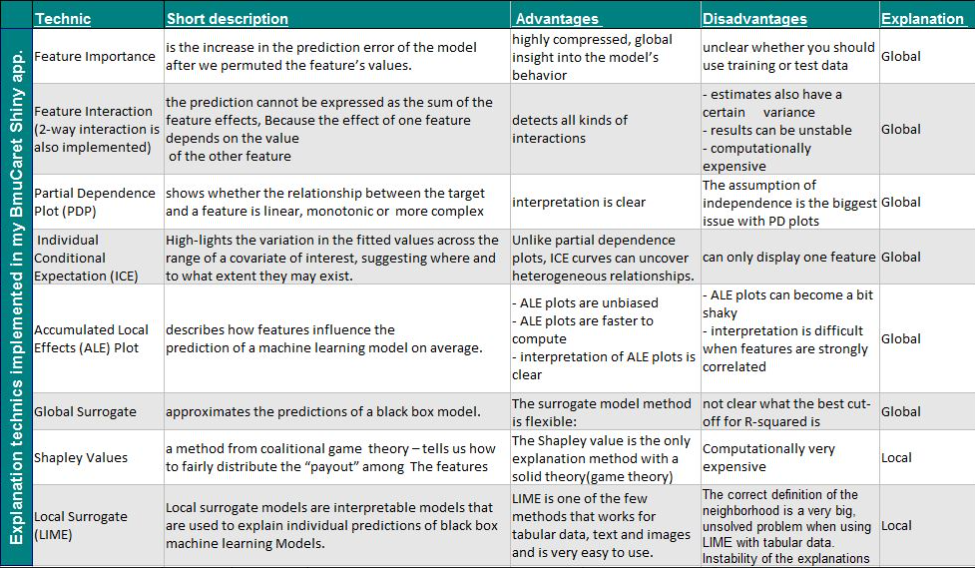 Explanation technics implemented in my BmuCaret Shiny app.
Technic
Short description
Advantages
Disadvantages
Explanation
Feature Importance
is the increase in the prediction error of the model
after we permuted the feature's values.
highly compressed, global
insight into the model's
behavior
unclear whether you should
use training or test data
Global
Feature Interaction
(2-way interaction is
also implemented)
the prediction cannot be expressed as the sum of the
feature effects, Because the effect of one feature
depends on the value
of the other feature
detects all kinds of
interactions
- estimates also have a
certain variance
- results can be unstable
- computationally
expensive
Global
Partial Dependence
Plot (PDP)
shows whether the relationship between the target
and a feature is linear, monotonic or more complex
interpretation is clear
The assumption of
independence is the biggest
issue with PD plots
Global
Individual
Conditional
Expectation (ICE)
High-lights the variation in the fitted values across the
range of a covariate of interest, suggesting where and
to what extent they may exist.
Unlike partial dependence
plots, ICE curves can uncover
heterogeneous relationships.
can only display one feature
Global
Accumulated Local
Effects (ALE) Plot
describes how features influence the
prediction of a machine learning model on average.
- ALE plots are unbiased
- ALE plots are faster to
compute
- interpretation of ALE plots is
clear
- ALE plots can become a bit
shaky
- interpretation is difficult
when features are strongly
correlated
Global
Global Surrogate
approximates the predictions of a black box model.
The surrogate model method
is flexible:
not clear what the best cut-
off for R-squared is
Global
Shapley Values
a method from coalitional game theory – tells us how
to fairly distribute the "payout" among The features
The Shapley value is the only
explanation method with a
solid theory(game theory)
Computationally very
expensive
Local
Local Surrogate
(LIME)
Local surrogate models are interpretable models that
are used to explain individual predictions of black box
machine learning Models.
LIME is one of the few
methods that works for
tabular data, text and images
and is very easy to use.
The correct definition of the
neighborhood is a very big,
unsolved problem when using
LIME with tabular data.
Instability of the explanations
Local